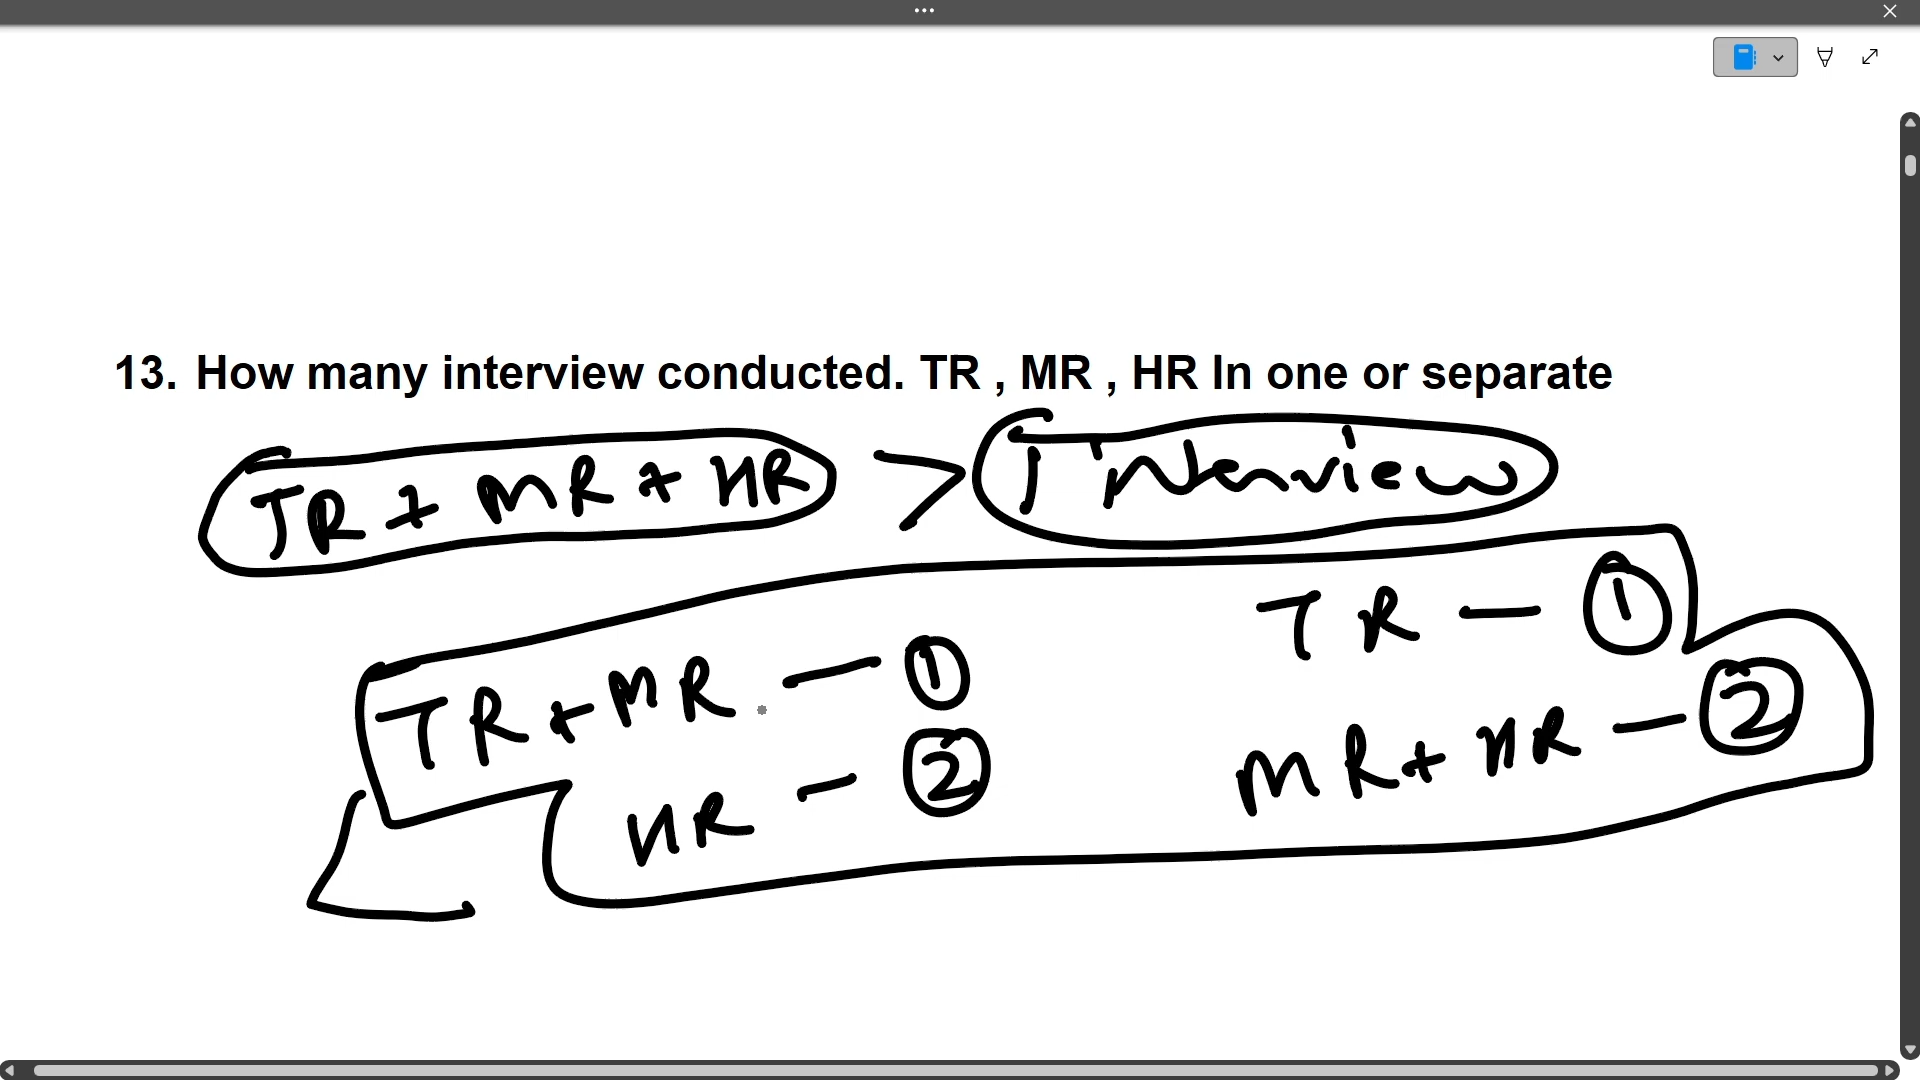 13. How many interview conducted. TR , MR , HR In one or separate
TR + MR + HR > 1 interview
TR - 1
TR + MR - 1
MR + HR - 2
HR - 2